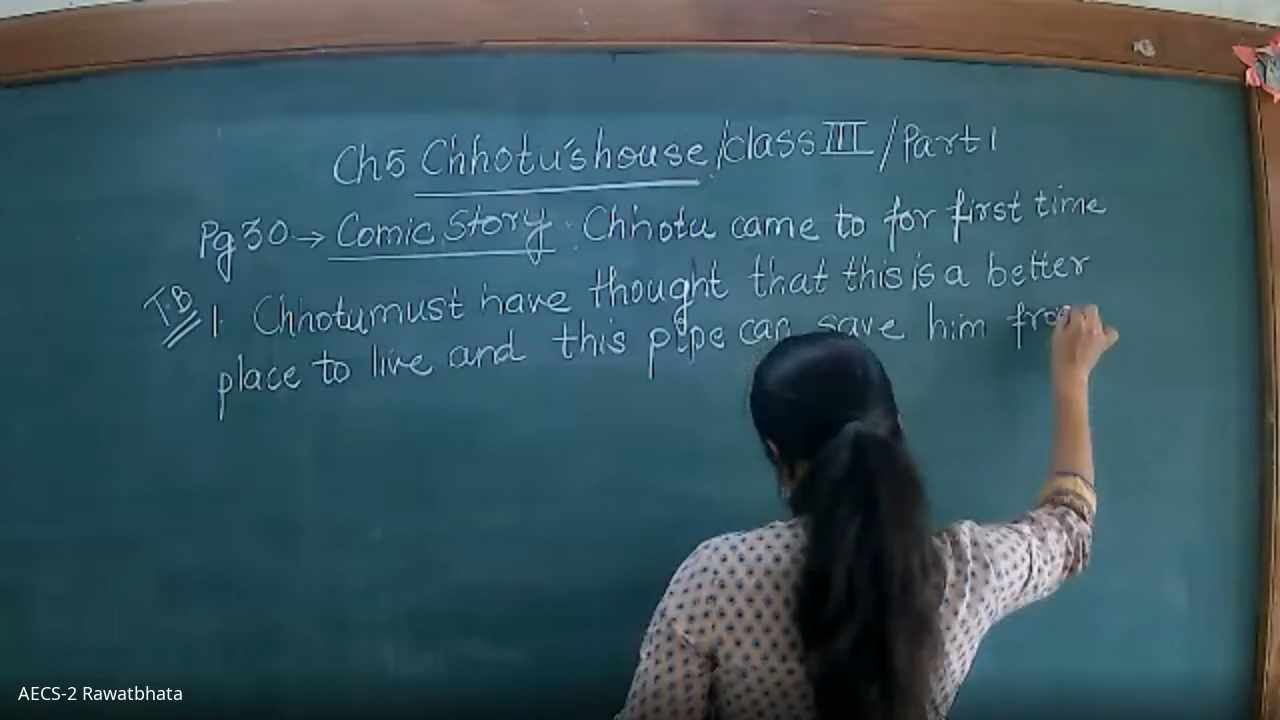 Ch5 Chhotu's house/class III/Part 1
Pg 30→ Comic Story : Chhotu came to for first time
T.B 1. Chhotu must have thought that this is a better
place to live and this pipe can save him fro
AECS-2 Rawatbhata